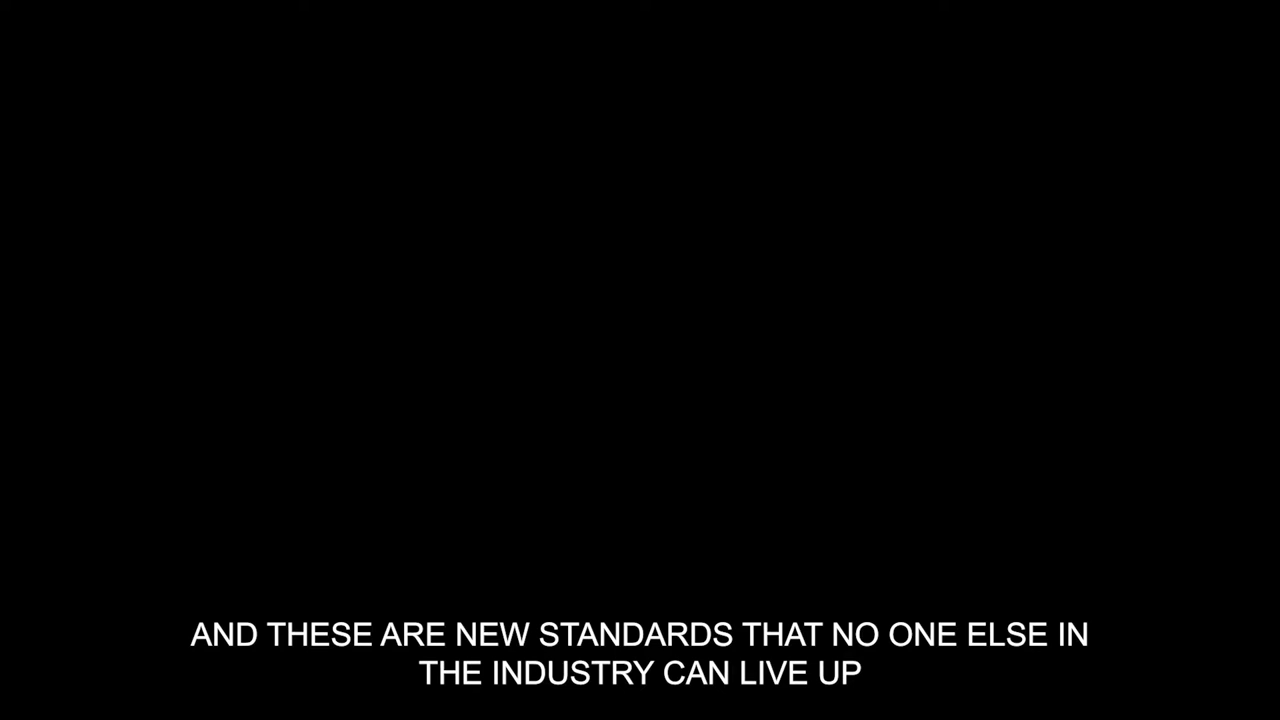 AND THESE ARE NEW STANDARDS THAT NO ONE ELSE IN
THE INDUSTRY CAN LIVE UP